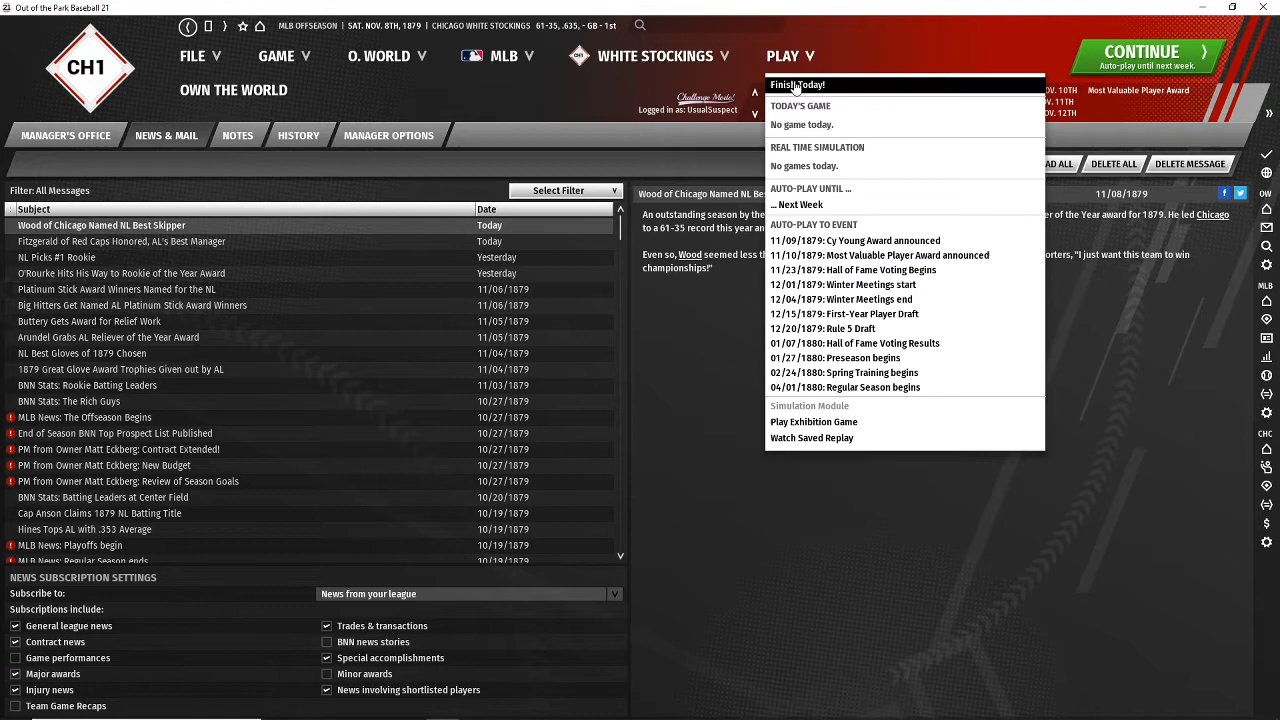 Out of the Park Baseball 21
MLB OFFSEASON | SAT. NOV. 8TH, 1879 | CHICAGO WHITE STOCKINGS 61-35, .635, - GB - 1st
CH1
FILE
GAME
O. WORLD
MLB
CH1
WHITE STOCKINGS
PLAY
CONTINUE
Auto-play until next week.
OWN THE WORLD
Challenge Mode!
Logged in as: UsualSuspect
OV. 10TH Most Valuable Player Award
OV. 11TH
OV. 12TH
MANAGER'S OFFICE
NEWS & MAIL
NOTES
HISTORY
MANAGER OPTIONS
AD ALL
DELETE ALL
DELETE MESSAGE
Finish Today!
TODAY'S GAME
No game today.
REAL TIME SIMULATION
No games today.
AUTO-PLAY UNTIL ...
... Next Week
AUTO-PLAY TO EVENT
11/09/1879: Cy Young Award announced
11/10/1879: Most Valuable Player Award announced
11/23/1879: Hall of Fame Voting Begins
12/01/1879: Winter Meetings start
12/04/1879: Winter Meetings end
12/15/1879: First-Year Player Draft
12/20/1879: Rule 5 Draft
01/07/1880: Hall of Fame Voting Results
01/27/1880: Preseason begins
02/24/1880: Spring Training begins
04/01/1880: Regular Season begins
Simulation Module
Play Exhibition Game
Watch Saved Replay
Filter: All Messages
Select Filter
Subject Date
Wood of Chicago Named NL Best Skipper Today
Fitzgerald of Red Caps Honored, AL's Best Manager Today
NL Picks #1 Rookie Yesterday
O'Rourke Hits His Way to Rookie of the Year Award Yesterday
Platinum Stick Award Winners Named for the NL 11/06/1879
Big Hitters Get Named AL Platinum Stick Award Winners 11/06/1879
Buttery Gets Award for Relief Work 11/05/1879
Arundel Grabs AL Reliever of the Year Award 11/05/1879
NL Best Gloves of 1879 Chosen 11/04/1879
1879 Great Glove Award Trophies Given out by AL 11/04/1879
BNN Stats: Rookie Batting Leaders 11/03/1879
BNN Stats: The Rich Guys 10/27/1879
MLB News: The Offseason Begins 10/27/1879
End of Season BNN Top Prospect List Published 10/27/1879
PM from Owner Matt Eckberg: Contract Extended! 10/27/1879
PM from Owner Matt Eckberg: New Budget 10/27/1879
PM from Owner Matt Eckberg: Review of Season Goals 10/27/1879
BNN Stats: Batting Leaders at Center Field 10/20/1879
Cap Anson Claims 1879 NL Batting Title 10/19/1879
Hines Tops AL with .353 Average 10/19/1879
MLB News: Playoffs begin 10/19/1879
MLB News: Regular Season ends 10/19/1879
Wood of Chicago Named NL Bes 11/08/1879
An outstanding season by the er of the Year award for 1879. He led Chicago
to a 61-35 record this year an
Even so, Wood seemed less th orters, "I just want this team to win
championships!"
NEWS SUBSCRIPTION SETTINGS
Subscribe to: News from your league
Subscriptions include:
General league news
Trades & transactions
Contract news
BNN news stories
Game performances
Special accomplishments
Major awards
Minor awards
Injury news
News involving shortlisted players
Team Game Recaps
OW
MLB
CHC